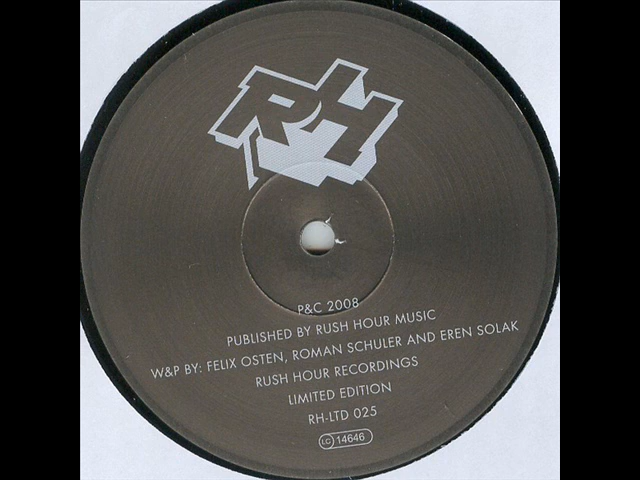 RH
P&C 2008
PUBLISHED BY RUSH HOUR MUSIC
W&P BY: FELIX OSTEN, ROMAN SCHULER AND EREN SOLAK
RUSH HOUR RECORDINGS
LIMITED EDITION
RH-LTD 025
LC 14646